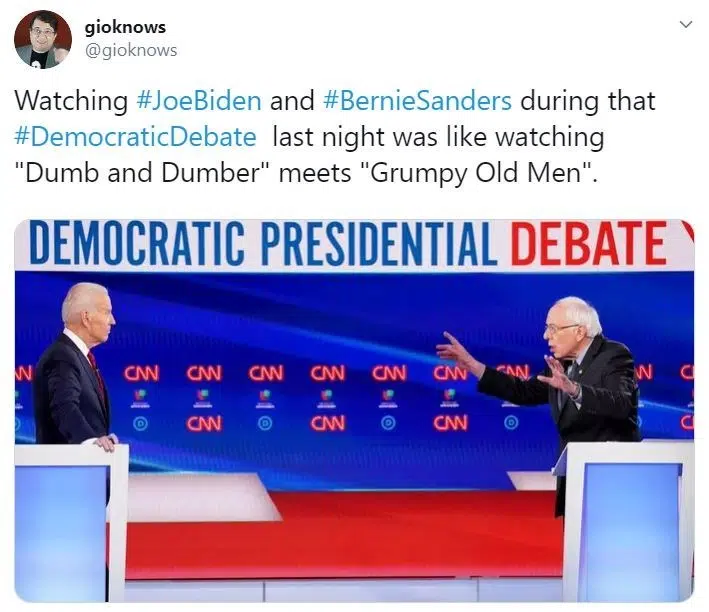 gioknows
@gioknows
Watching #JoeBiden and #BernieSanders during that
#DemocraticDebate last night was like watching
"Dumb and Dumber" meets "Grumpy Old Men".
DEMOCRATIC PRESIDENTIAL DEBATE
CNN CNN CNN CNN CNN CNN CNN
CNN CNN CNN